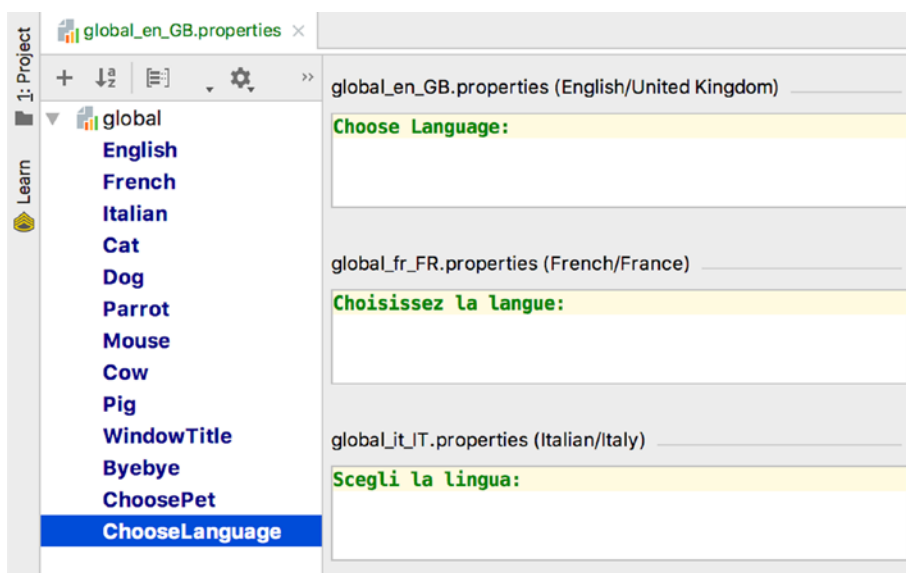 1: Project
Learn
global_en_GB.properties
global
English
French
Italian
Cat
Dog
Parrot
Mouse
Cow
Pig
WindowTitle
Byebye
ChoosePet
ChooseLanguage
global_en_GB.properties (English/United Kingdom)
Choose Language:
global_fr_FR.properties (French/France)
Choisissez la langue:
global_it_IT.properties (Italian/Italy)
Scegli la lingua: